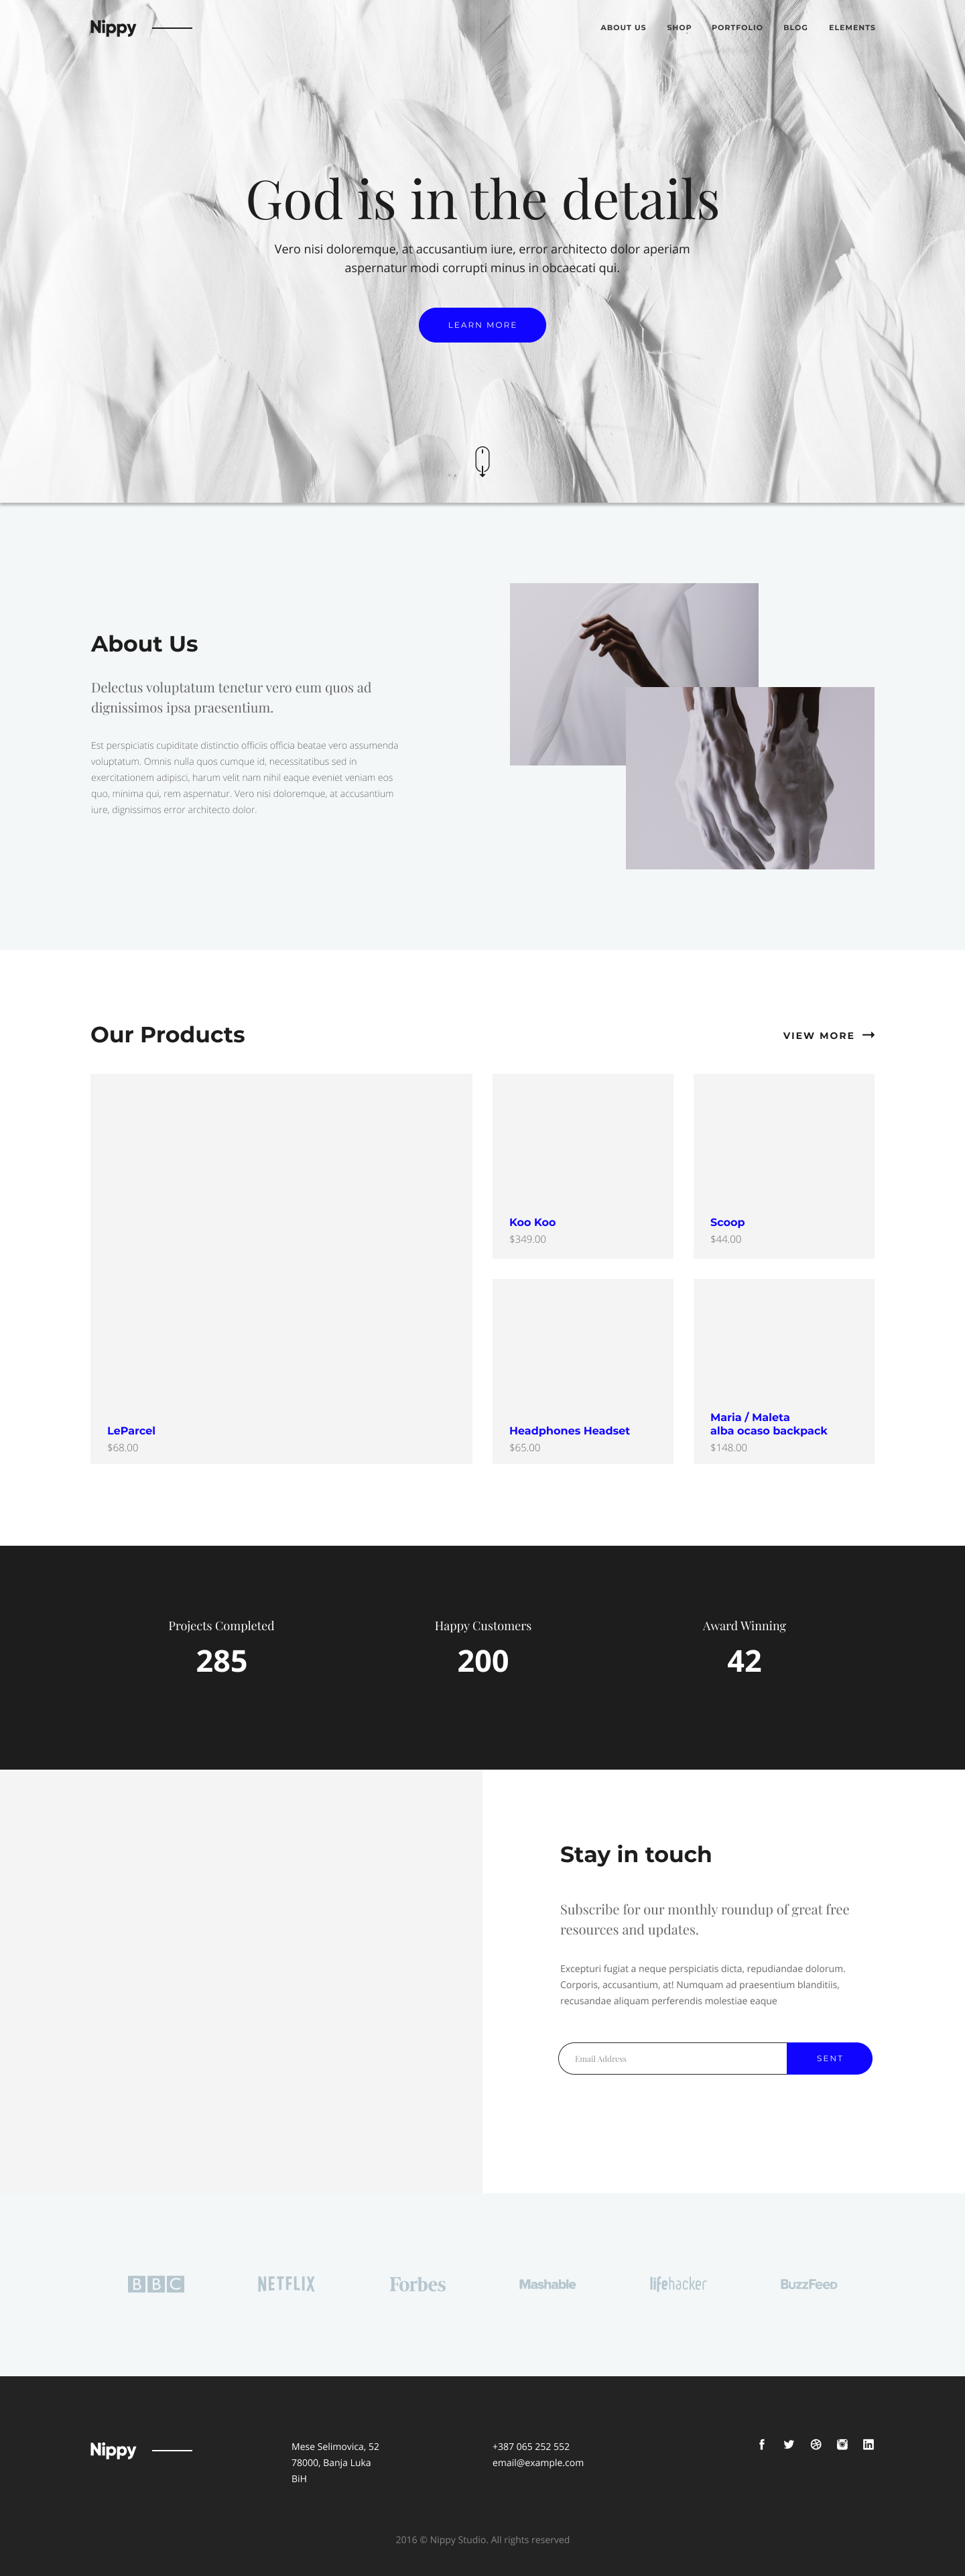 Nippy
ABOUT US SHOP PORTFOLIO BLOG ELEMENTS
God is in the details
Vero nisi doloremque, at accusantium iure, error architecto dolor aperiam
aspernatur modi corrupti minus in obcaecati qui.
LEARN MORE
About Us
Delectus voluptatum tenetur vero eum quos ad
dignissimos ipsa praesentium.
Est perspiciatis cupiditate distinctio officiis officia beatae vero assumenda
voluptatum. Omnis nulla quos cumque id, necessitatibus sed in
exercitationem adipisci, harum velit nam nihil eaque eveniet veniam eos
quo, minima qui, rem aspernatur. Vero nisi doloremque, at accusantium
iure, dignissimos error architecto dolor.
Our Products
VIEW MORE
Koo Koo
$349.00
Scoop
$44.00
LeParcel
$68.00
Headphones Headset
$65.00
Maria / Maleta
alba ocaso backpack
$148.00
Projects Completed
285
Happy Customers
200
Award Winning
42
Stay in touch
Subscribe for our monthly roundup of great free
resources and updates.
Excepturi fugiat a neque perspiciatis dicta, repudiandae dolorum.
Corporis, accusantium, at! Numquam ad praesentium blanditiis,
recusandae aliquam perferendis molestiae eaque
Email Address
SENT
BBC
NETFLIX
Forbes
Mashable
lifehacker
BuzzFeed
Nippy
Mese Selimovica, 52
78000, Banja Luka
BiH
+387 065 252 552
email@example.com
2016 © Nippy Studio. All rights reserved